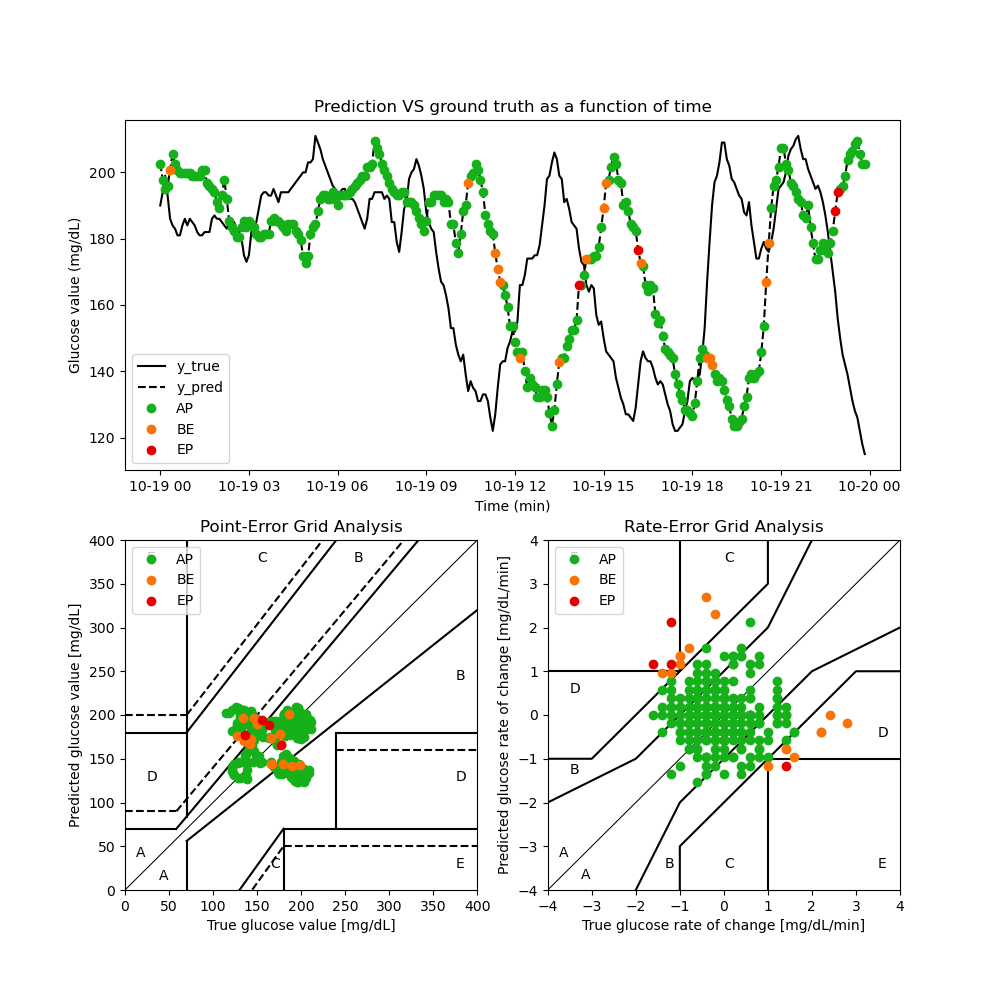 Prediction VS ground truth as a function of time
Glucose value (mg/dL)
200
180
160
140
120
y_true
y_pred
AP
BE
EP
10-19 00 10-19 03 10-19 06 10-19 09 10-19 12 10-19 15 10-19 18 10-19 21 10-20 00
Time (min)
Point-Error Grid Analysis
Predicted glucose value [mg/dL]
400
350
300
250
200
150
100
50
0
AP
BE
EP
C
B
B
D
D
A
A
C
E
0 50 100 150 200 250 300 350 400
True glucose value [mg/dL]
Rate-Error Grid Analysis
Predicted glucose rate of change [mg/dL/min]
4
3
2
1
0
−1
−2
−3
−4
AP
BE
EP
C
D
D
B
A
A
B
C
E
−4 −3 −2 −1 0 1 2 3 4
True glucose rate of change [mg/dL/min]